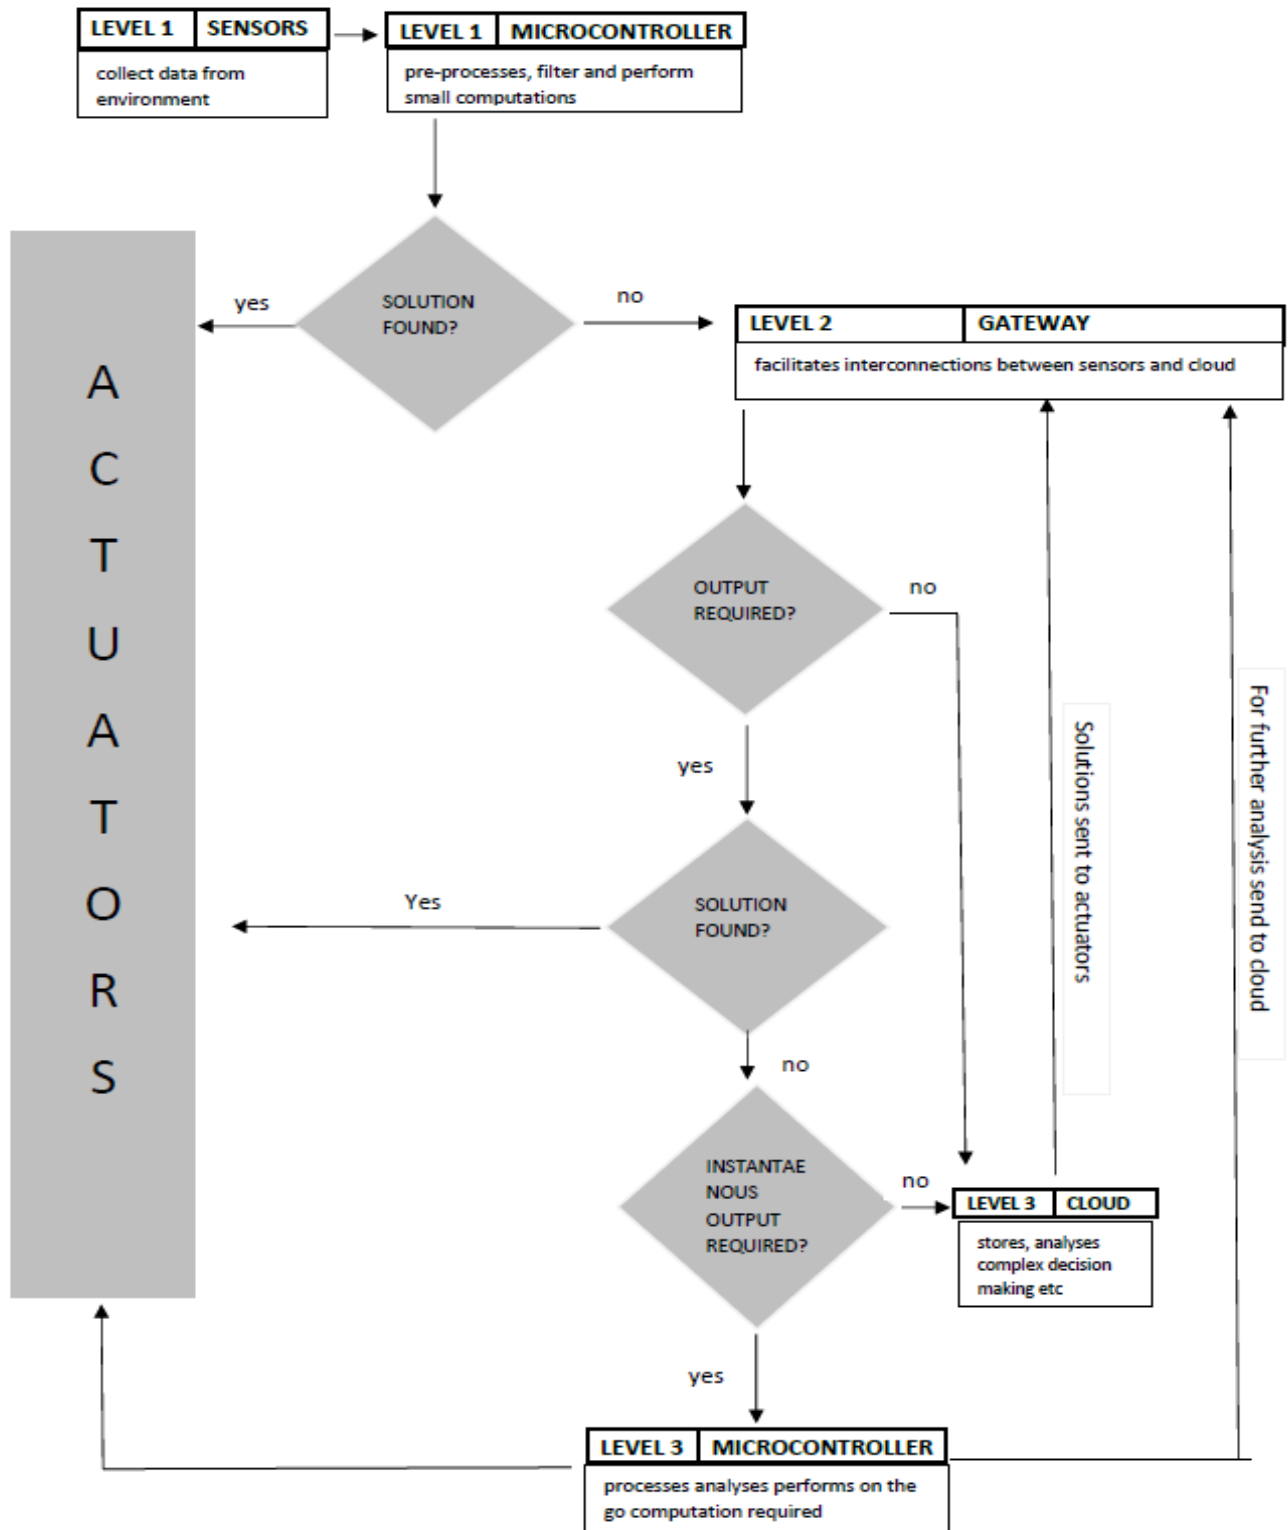 LEVEL 1 SENSORS
collect data from
environment
LEVEL 1 MICROCONTROLLER
pre-processes, filter and perform
small computations
SOLUTION
FOUND?
yes
no
LEVEL 2 GATEWAY
facilitates interconnections between sensors and cloud
A
C
T
U
A
T
O
R
S
OUTPUT
REQUIRED?
no
yes
SOLUTION
FOUND?
Yes
no
Solutions sent to actuators
For further analysis send to cloud
INSTANTAE
NOUS
OUTPUT
REQUIRED?
no
LEVEL 3 CLOUD
stores, analyses
complex decision
making etc
yes
LEVEL 3 MICROCONTROLLER
processes analyses performs on the
go computation required